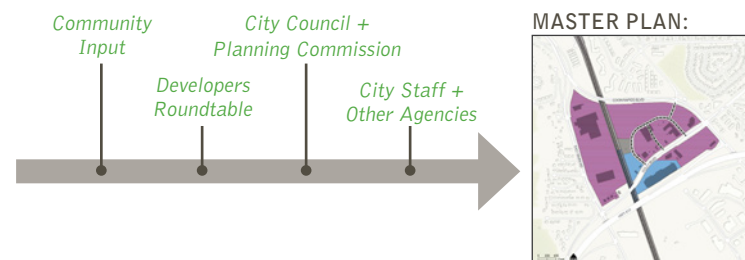 Community
Input
Developers
Roundtable
City Council +
Planning Commission
City Staff +
Other Agencies
MASTER PLAN: